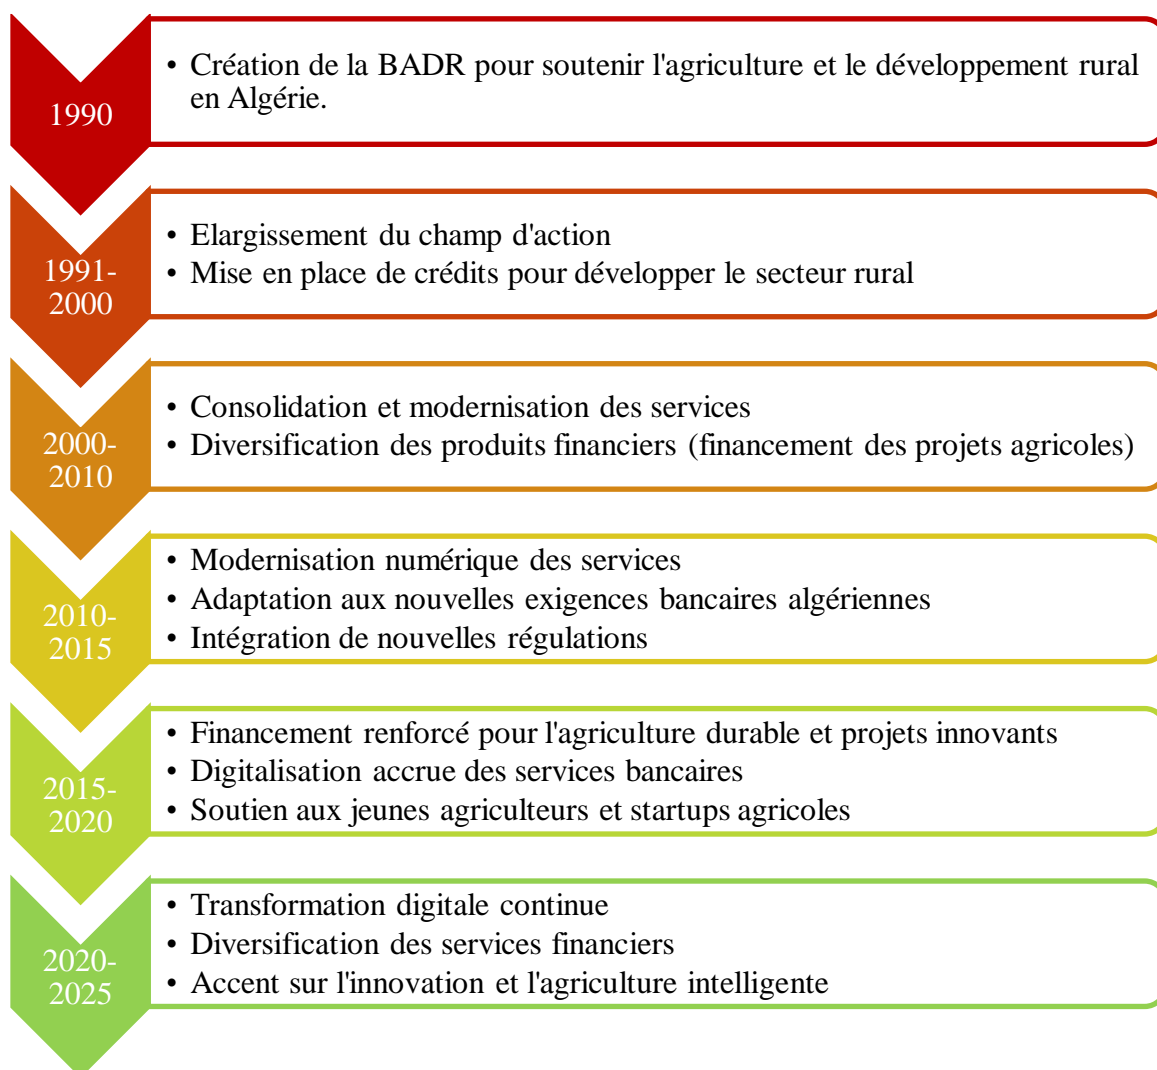 1990
• Création de la BADR pour soutenir l'agriculture et le développement rural
en Algérie.
1991-
2000
• Elargissement du champ d'action
• Mise en place de crédits pour développer le secteur rural
2000-
2010
• Consolidation et modernisation des services
• Diversification des produits financiers (financement des projets agricoles)
2010-
2015
• Modernisation numérique des services
• Adaptation aux nouvelles exigences bancaires algériennes
• Intégration de nouvelles régulations
2015-
2020
• Financement renforcé pour l'agriculture durable et projets innovants
• Digitalisation accrue des services bancaires
• Soutien aux jeunes agriculteurs et startups agricoles
2020-
2025
• Transformation digitale continue
• Diversification des services financiers
• Accent sur l'innovation et l'agriculture intelligente